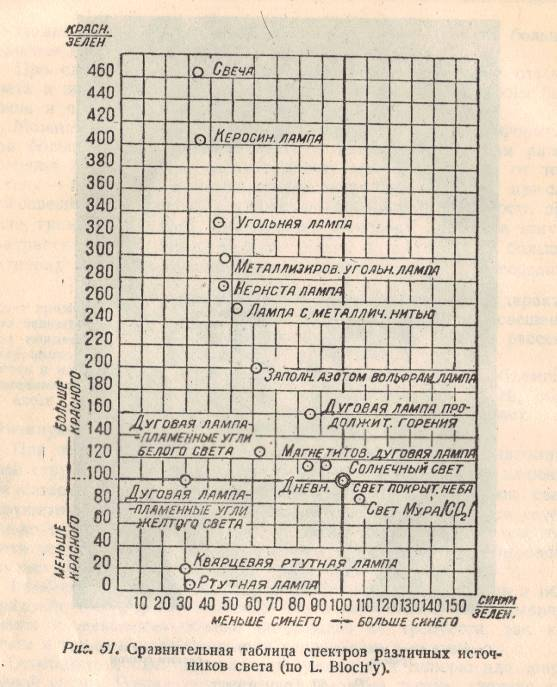 КРАСН.
ЗЕЛЕН
460
СВЕЧА
420
400
КЕРОСИН. ЛАМПА
360
340
320
УГОЛЬНАЯ ЛАМПА
300
280
МЕТАЛЛИЗИРОВ. УГОЛЬН. ЛАМПА
260
НЕРНСТА ЛАМПА
240
ЛАМПА С МЕТАЛЛИЧ. НИТЬЮ
200
ЗАПОЛН. АЗОТОМ ВОЛЬФРАМ. ЛАМПА
180
160
ДУГОВАЯ ЛАМПА ПРО-
ДОЛЖИТ. ГОРЕНИЯ
140
ДУГОВАЯ ЛАМПА-
-ПЛАМЕННЫЕ УГЛИ
БЕЛОГО СВЕТА
120
МАГНЕТИТОВ. ДУГОВАЯ ЛАМПА
СОЛНЕЧНЫЙ СВЕТ
100
ДНЕВН. СВЕТ ПОКРЫТ. НЕБА
80
ДУГОВАЯ ЛАМПА-
-ПЛАМЕННЫЕ УГЛИ
ЖЕЛТОГО СВЕТА
СВЕТ МУРА/CO2/
60
40
КВАРЦЕВАЯ РТУТНАЯ ЛАМПА
20
РТУТНАЯ ЛАМПА
0
БОЛЬШЕ
КРАСНОГО
МЕНЬШЕ
КРАСНОГО
10 20 30 40 50 60 70 80 90 100 110 120 130 140 150
СИНИЙ
ЗЕЛЕН.
МЕНЬШЕ СИНЕГО
БОЛЬШЕ СИНЕГО
Рис. 51. Сравнительная таблица спектров различных источ-
ников света (по L. Bloch'у).